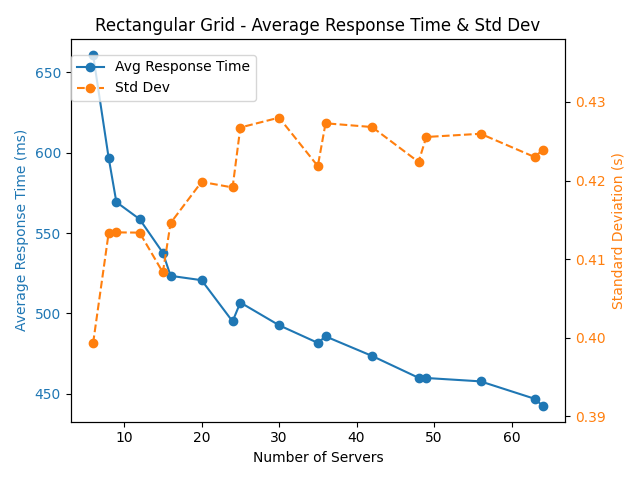 Rectangular Grid - Average Response Time & Std Dev
Avg Response Time
Std Dev
Average Response Time (ms)
650
600
550
500
450
0.43
0.42
0.41
0.40
0.39
Standard Deviation (s)
10 20 30 40 50 60
Number of Servers